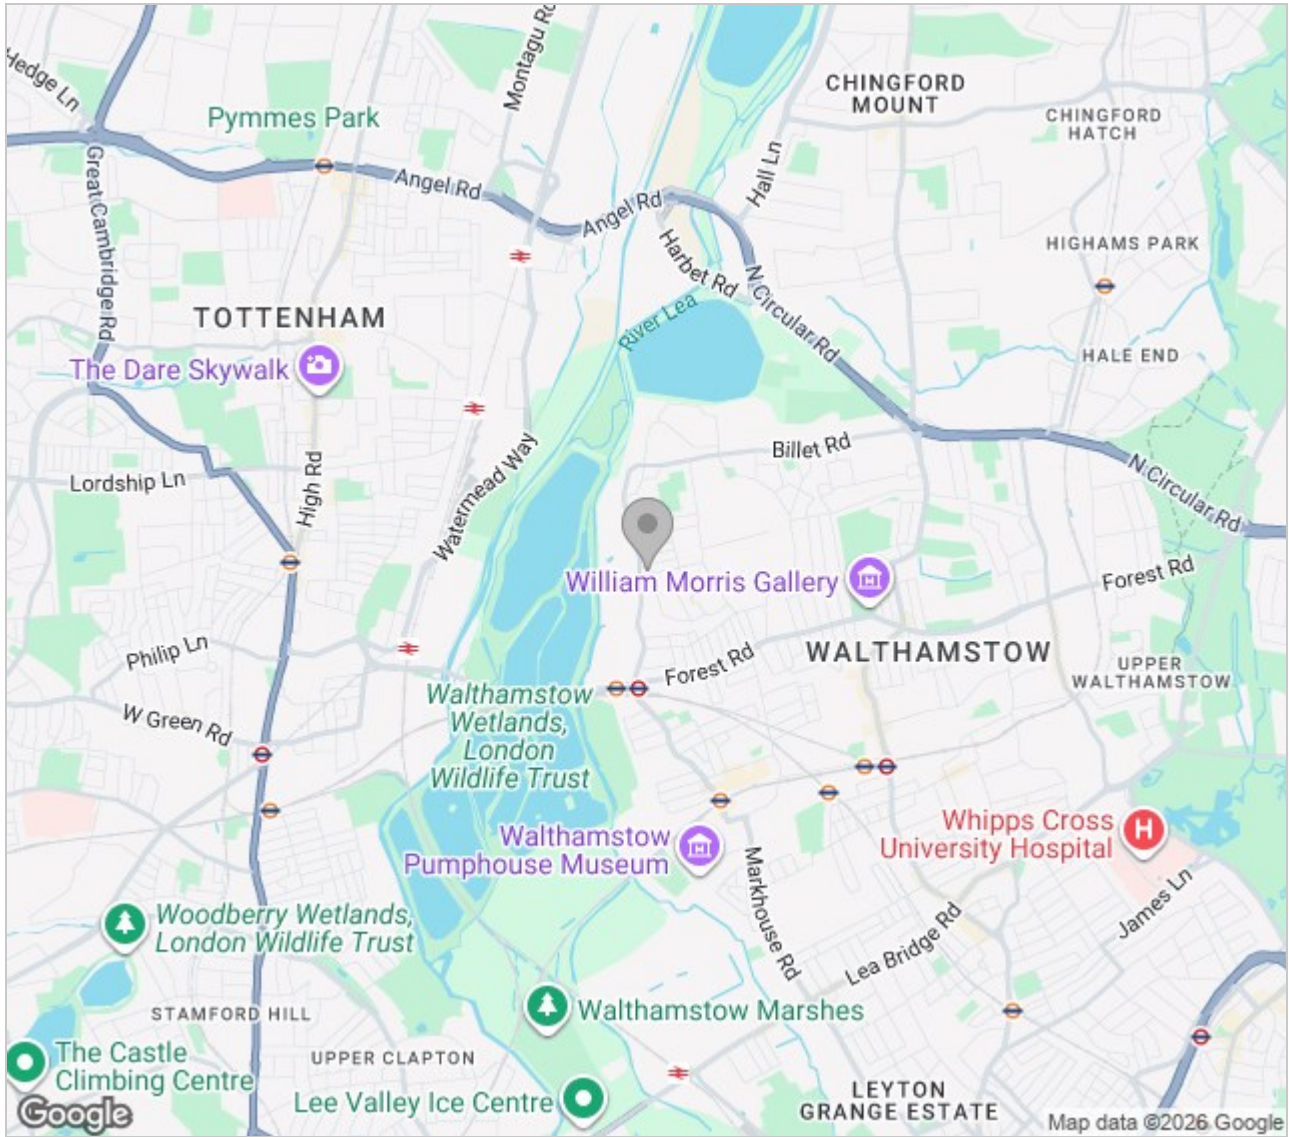 Hedge Ln
Montagu Rd
CHINGFORD
MOUNT
Pymmes Park
CHINGFORD
HATCH
Great Cambridge Rd
Angel Rd
Angel Rd
Hall Ln
Harbet Rd
HIGHAMS PARK
N Circular Rd
TOTTENHAM
River Lea
The Dare Skywalk
HALE END
Billet Rd
Lordship Ln
High Rd
Watermead Way
N Circular Rd
William Morris Gallery
Forest Rd
Philip Ln
Forest Rd
WALTHAMSTOW
UPPER
WALTHAMSTOW
W Green Rd
Walthamstow
Wetlands,
London
Wildlife Trust
Walthamstow
Pumphouse Museum
Whipps Cross
University Hospital
H
Markhouse Rd
James Ln
Woodberry Wetlands,
London Wildlife Trust
Lea Bridge Rd
Walthamstow Marshes
STAMFORD HILL
UPPER CLAPTON
The Castle
Climbing Centre
Lee Valley Ice Centre
LEYTON
GRANGE ESTATE
Google
Map data ©2026 Google